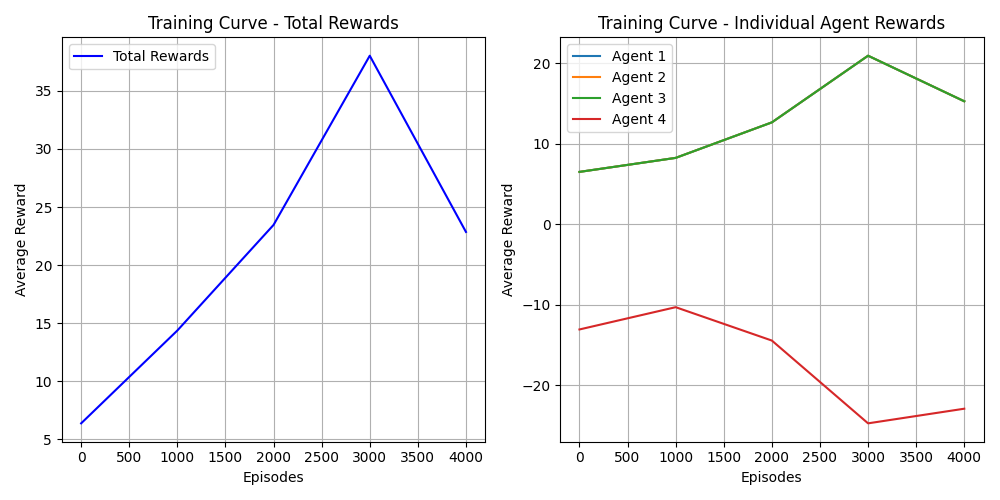 Training Curve - Total Rewards
Total Rewards
35
30
25
20
15
10
5
Average Reward
0 500 1000 1500 2000 2500 3000 3500 4000
Episodes
Training Curve - Individual Agent Rewards
Agent 1
Agent 2
Agent 3
Agent 4
20
10
0
−10
−20
Average Reward
0 500 1000 1500 2000 2500 3000 3500 4000
Episodes